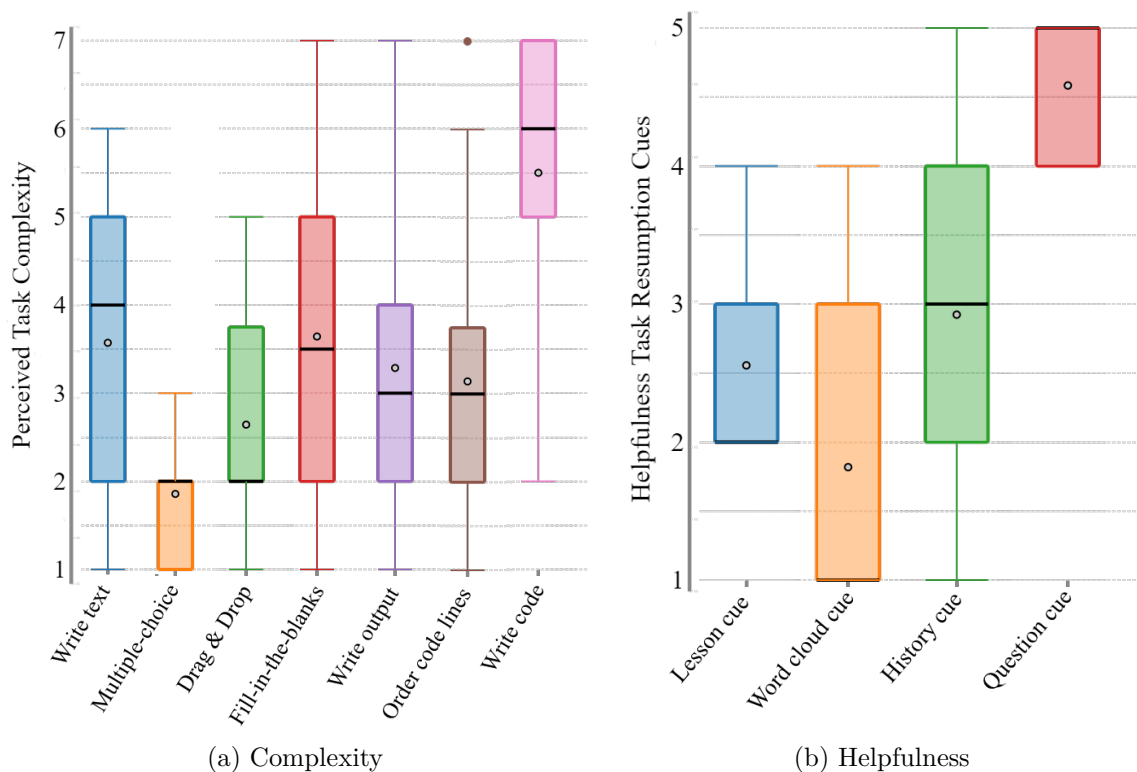 Perceived Task Complexity
7
6
5
4
3
2
1
Write text
Multiple-choice
Drag & Drop
Fill-in-the-blanks
Write output
Order code lines
Write code
(a) Complexity
Helpfulness Task Resumption Cues
5
4
3
2
1
Lesson cue
Word cloud cue
History cue
Question cue
(b) Helpfulness